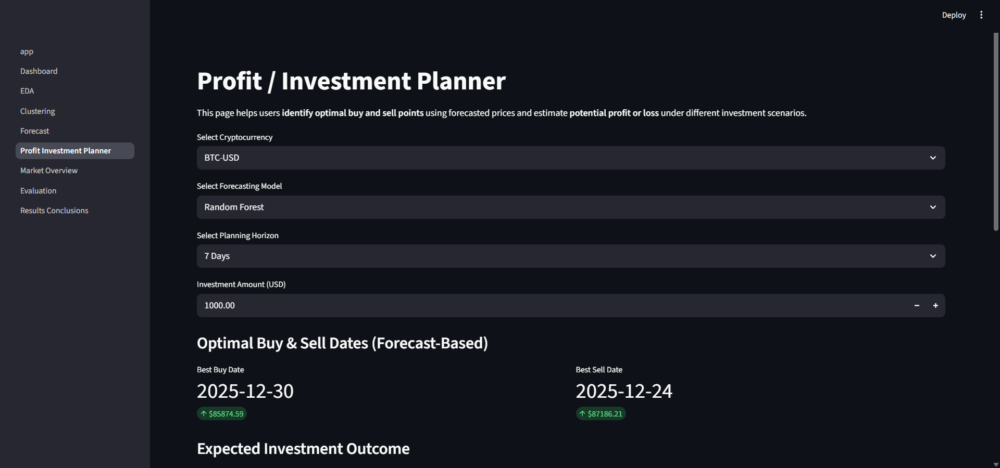 Deploy
app
Dashboard
EDA
Clustering
Forecast
Profit Investment Planner
Market Overview
Evaluation
Results Conclusions
Profit / Investment Planner
This page helps users identify optimal buy and sell points using forecasted prices and estimate potential profit or loss under different investment scenarios.
Select Cryptocurrency
BTC-USD
Select Forecasting Model
Random Forest
Select Planning Horizon
7 Days
Investment Amount (USD)
1000.00
Optimal Buy & Sell Dates (Forecast-Based)
Best Buy Date
2025-12-30
↑ $85874.59
Best Sell Date
2025-12-24
↑ $87186.21
Expected Investment Outcome